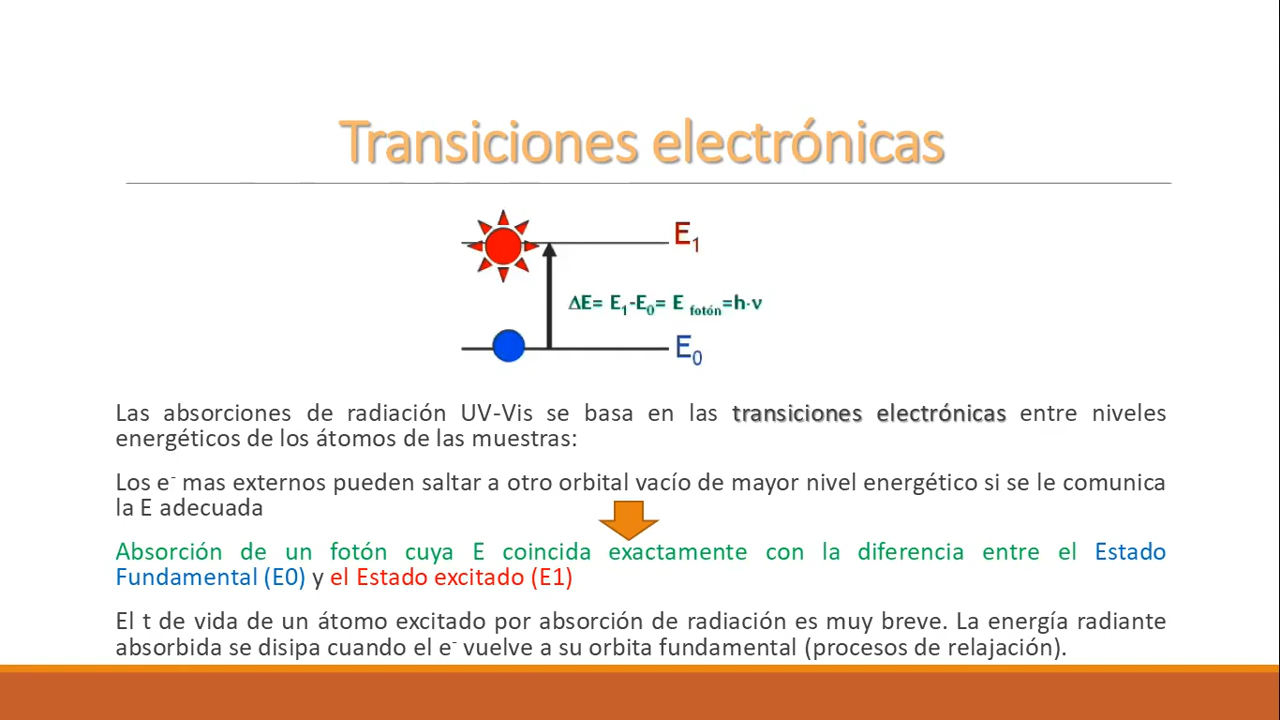 Transiciones electrónicas
E₁
ΔE= E₁-E₀= E fotón=h·ν
E₀
Las absorciones de radiación UV-Vis se basa en las transiciones electrónicas entre niveles
energéticos de los átomos de las muestras:
Los e⁻ mas externos pueden saltar a otro orbital vacío de mayor nivel energético si se le comunica
la E adecuada
Absorción de un fotón cuya E coincida exactamente con la diferencia entre el Estado
Fundamental (E0) y el Estado excitado (E1)
El t de vida de un átomo excitado por absorción de radiación es muy breve. La energía radiante
absorbida se disipa cuando el e⁻ vuelve a su orbita fundamental (procesos de relajación).